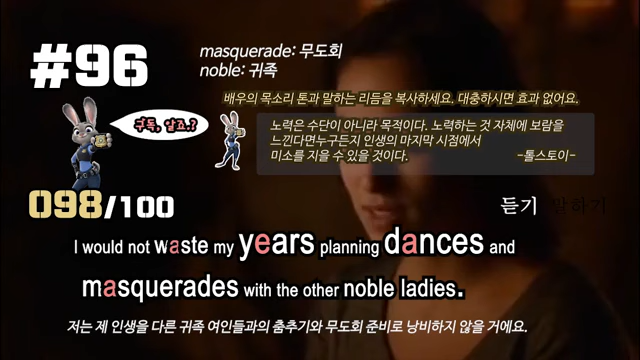 #96
masquerade: 무도회
noble: 귀족
배우의 목소리 톤과 말하는 리듬을 복사하세요. 대충하시면 효과 없어요.
구독, 알죠.?
노력은 수단이 아니라 목적이다. 노력하는 것 자체에 보람을
느낀다면누구든지 인생의 마지막 시점에서
미소를 지을 수 있을 것이다. -톨스토이-
098/100
듣기 말하기
I would not waste my years planning dances and
masquerades with the other noble ladies.
저는 제 인생을 다른 귀족 여인들과의 춤추기와 무도회 준비로 낭비하지 않을 거에요.